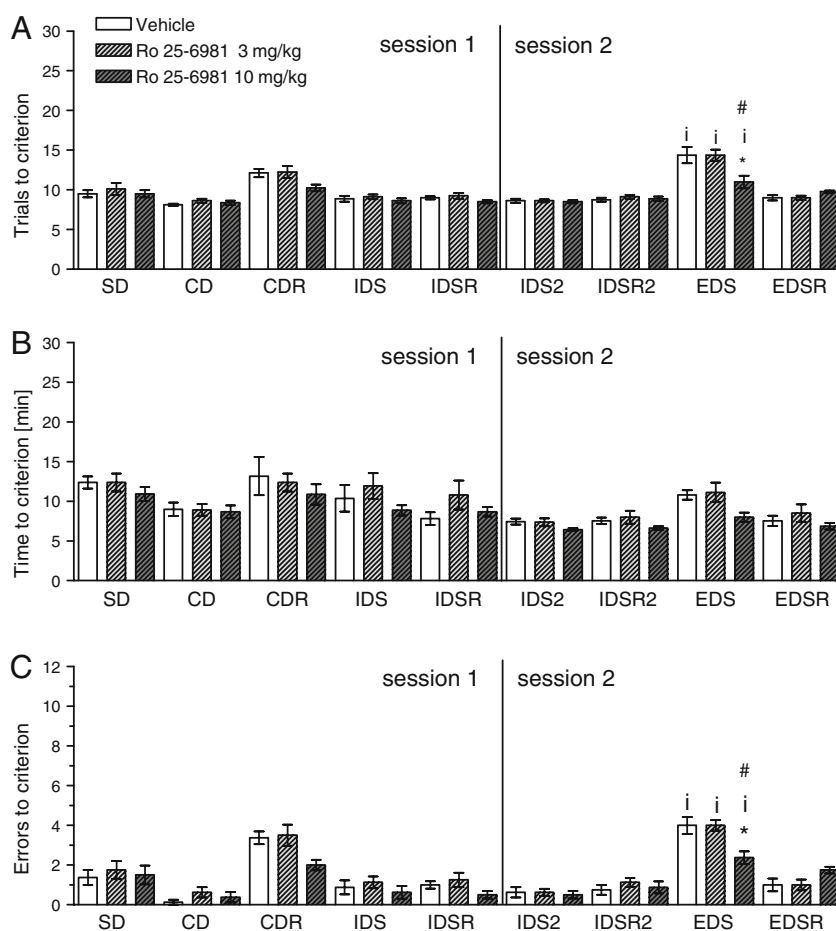 A
Vehicle
Ro 25-6981 3 mg/kg
Ro 25-6981 10 mg/kg
session 1
session 2
Trials to criterion
30
25
20
15
10
5
0
#
i i i
*
SD CD CDR IDS IDSR IDS2 IDSR2 EDS EDSR
B
session 1
session 2
Time to criterion [min]
30
25
20
15
10
5
0
SD CD CDR IDS IDSR IDS2 IDSR2 EDS EDSR
C
session 1
session 2
Errors to criterion
12
10
8
6
4
2
0
#
i i i
*
SD CD CDR IDS IDSR IDS2 IDSR2 EDS EDSR